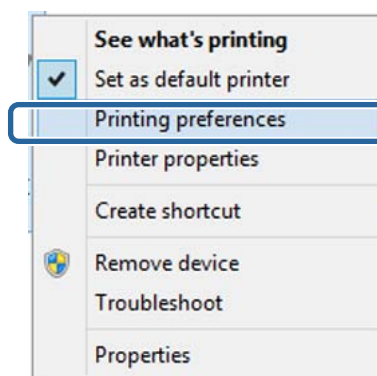 See what's printing
Set as default printer
Printing preferences
Printer properties
Create shortcut
Remove device
Troubleshoot
Properties